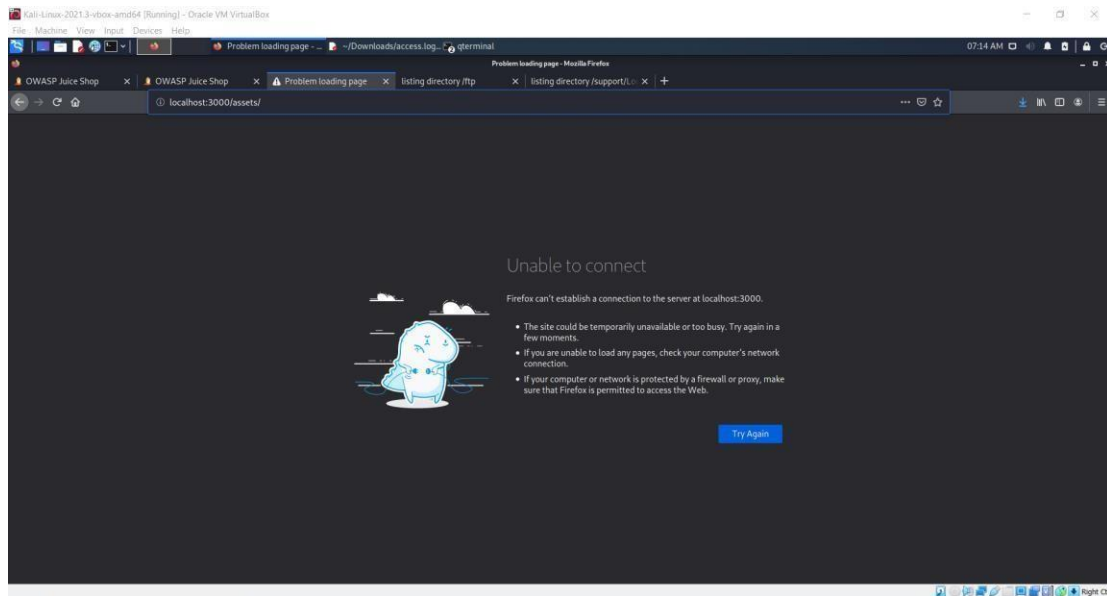 Kali-Linux-2021.3-vbox-amd64 [Running] - Oracle VM VirtualBox
File Machine View Input Devices Help
Problem loading page - ... ~/Downloads/access.log... qterminal 07:14 AM
Problem loading page - Mozilla Firefox
OWASP Juice Shop OWASP Juice Shop Problem loading page listing directory /ftp listing directory /support/Lo
localhost:3000/assets/
Unable to connect
Firefox can't establish a connection to the server at localhost:3000.
• The site could be temporarily unavailable or too busy. Try again in a
few moments.
• If you are unable to load any pages, check your computer's network
connection.
• If your computer or network is protected by a firewall or proxy, make
sure that Firefox is permitted to access the Web.
Try Again
Right Ct